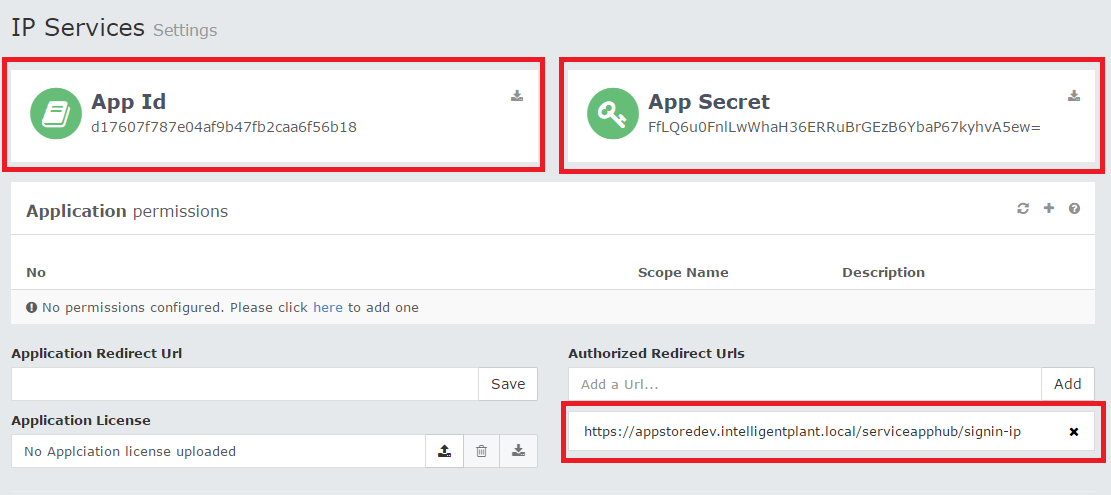 IP Services Settings
App Id
d17607f787e04af9b47fb2caa6f56b18
App Secret
FfLQ6u0FnlLwWhaH36ERRuBrGEzB6YbaP67kyhvA5ew=
Application permissions
No Scope Name Description
No permissions configured. Please click here to add one
Application Redirect Url
Save
Authorized Redirect Urls
Add a Url... Add
Application License
No Applciation license uploaded
https://appstoredev.intelligentplant.local/serviceapphub/signin-ip